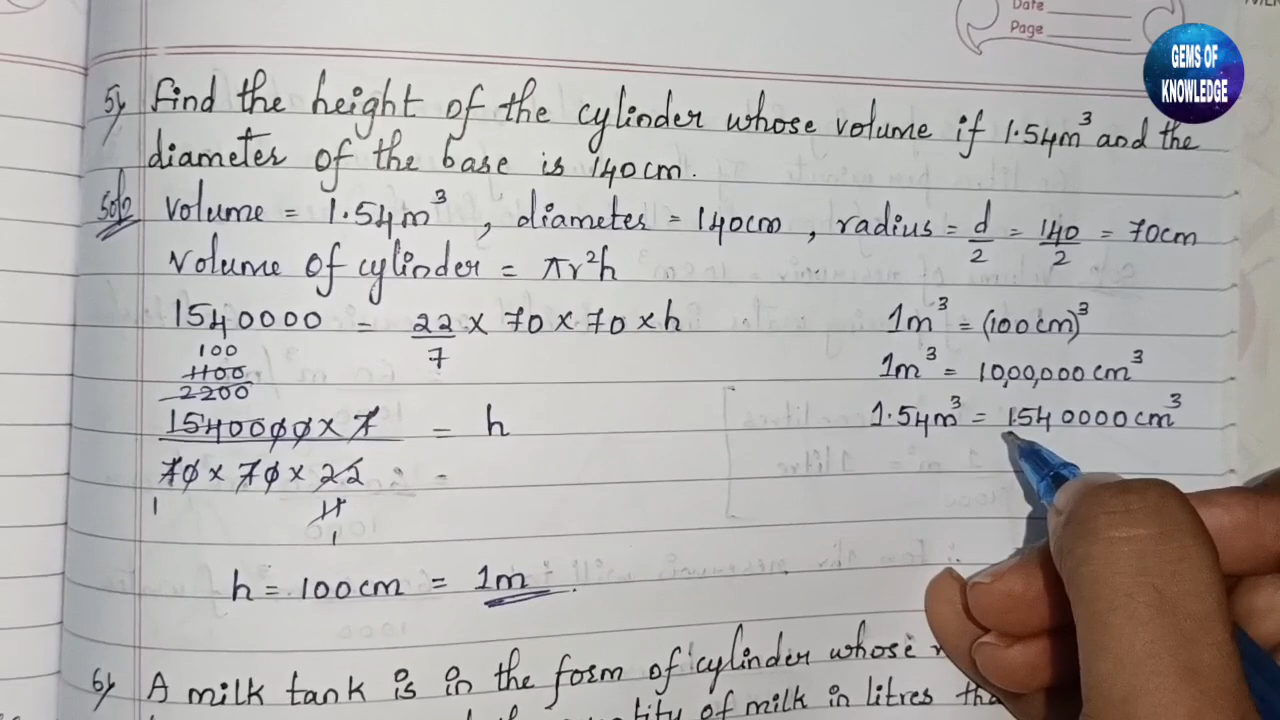 Date
Page
GEMS OF
KNOWLEDGE
5) Find the height of the cylinder whose volume if 1.54m³ and the
diameter of the base is 140cm.
Soln Volume = 1.54m³, diameter = 140cm, radius = d/2 = 140/2 = 70cm
Volume of cylinder = πr²h
1540000 = 22/7 × 70 × 70 × h
1m³ = (100cm)³
100
1100
2200
1m³ = 10,00,000 cm³
1540000 × 7 = h
1.54m³ = 1540000 cm³
70 × 70 × 22 =
1 11
1
h = 100cm = 1m
6) A milk tank is in the form of cylinder whose
of milk in litres